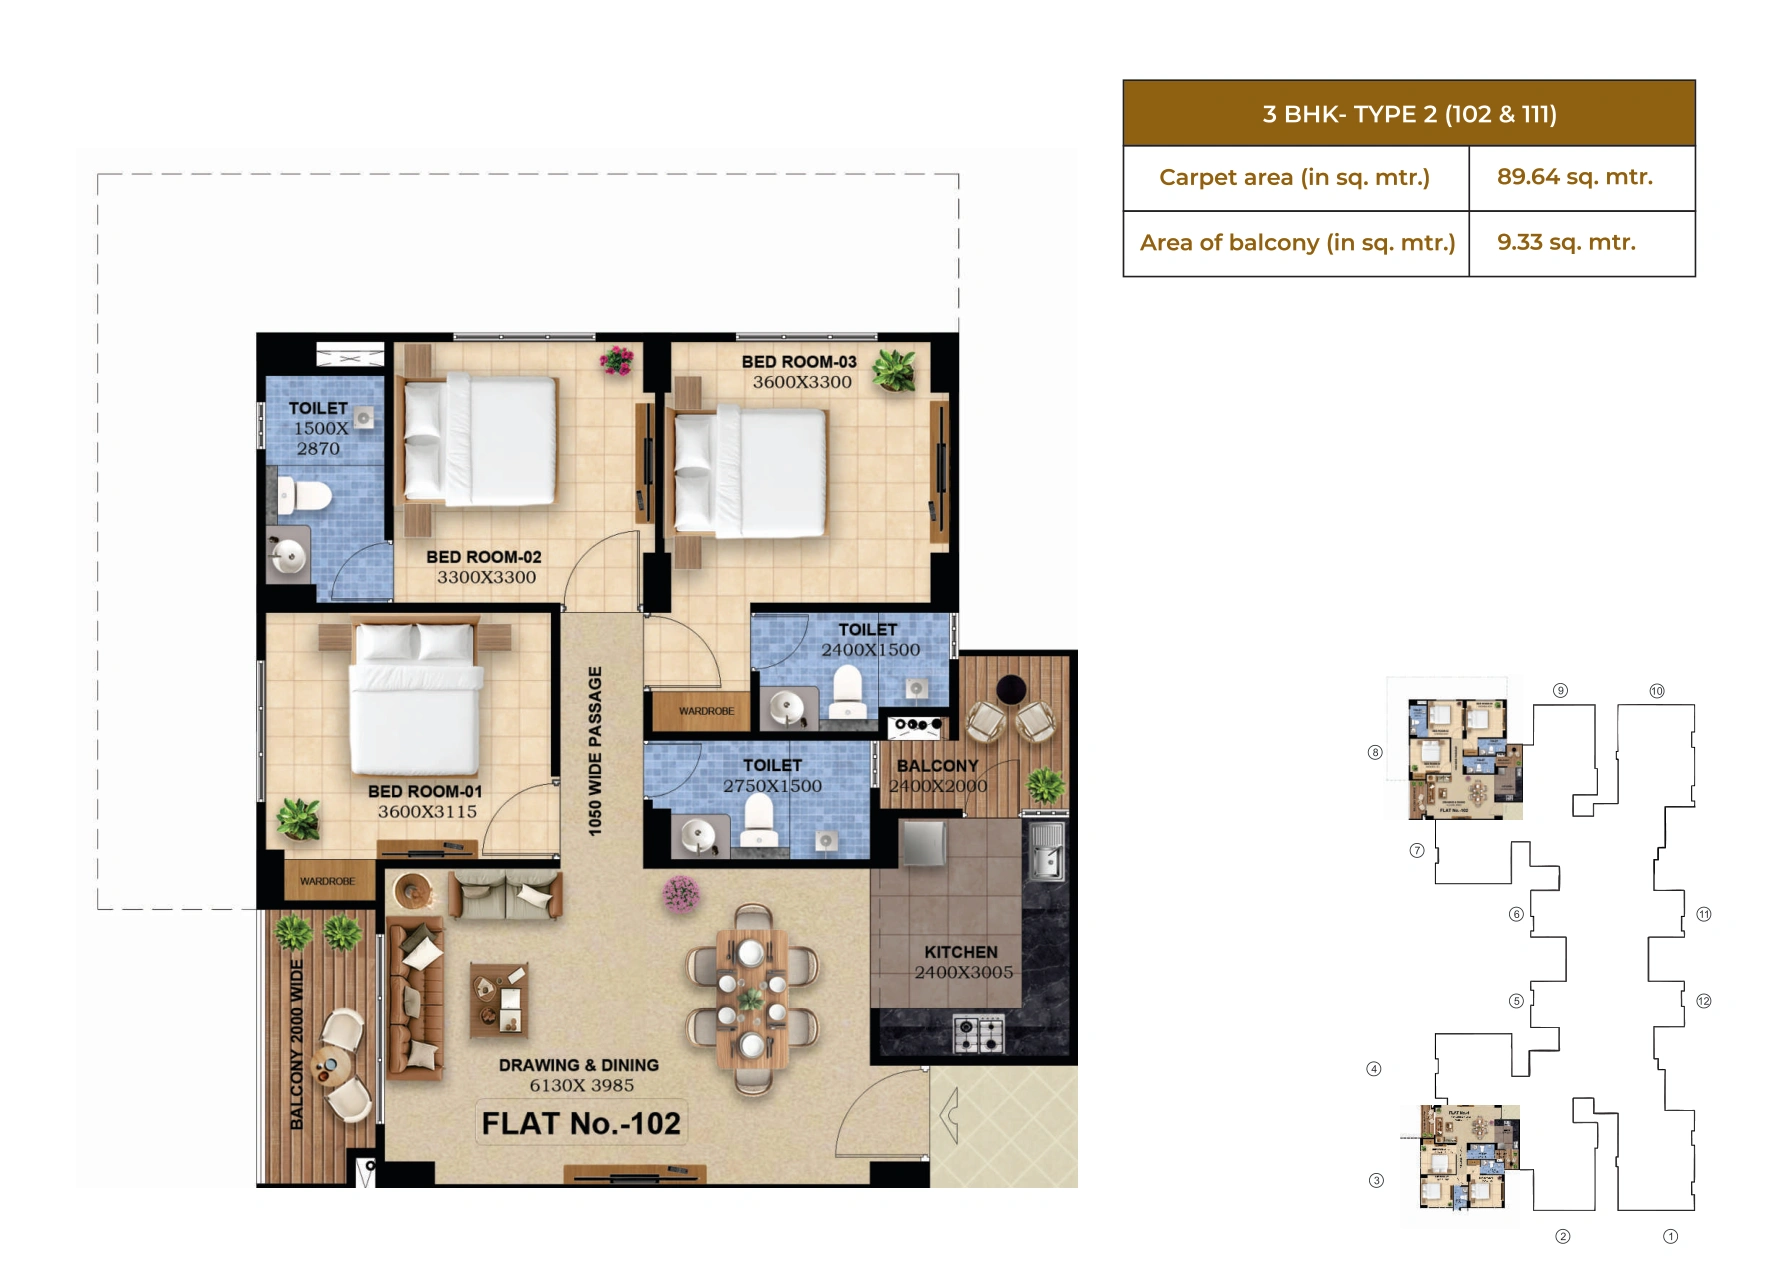 3 BHK- TYPE 2 (102 & 111)
Carpet area (in sq. mtr.) 89.64 sq. mtr.
Area of balcony (in sq. mtr.) 9.33 sq. mtr.
BED ROOM-03
3600X3300
TOILET
1500X
2870
BED ROOM-02
3300X3300
TOILET
2400X1500
WARDROBE
1050 WIDE PASSAGE
BED ROOM-01
3600X3115
TOILET
2750X1500
BALCONY
2400X2000
WARDROBE
BALCONY 2000 WIDE
KITCHEN
2400X3005
DRAWING & DINING
6130X 3985
FLAT No.-102
9
10
8
FLAT No.-102
7
6
11
5
12
4
3
2
1